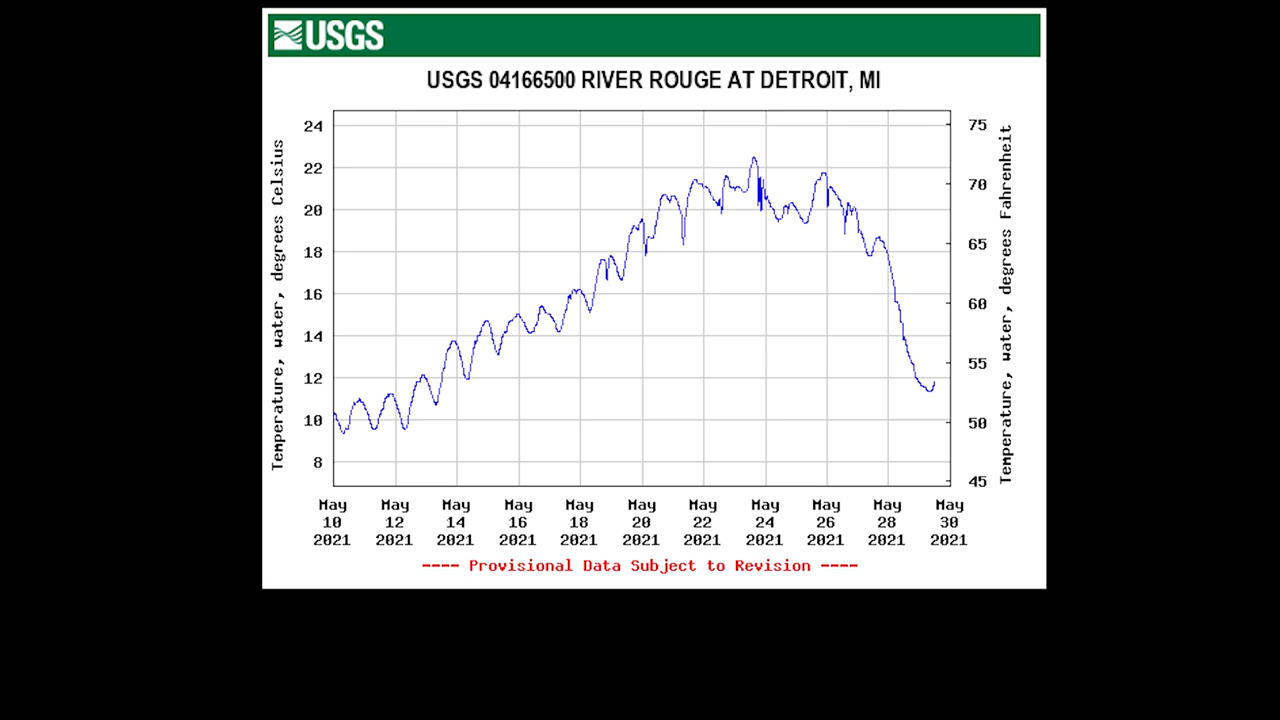 USGS
USGS 04166500 RIVER ROUGE AT DETROIT, MI
Temperature, water, degrees Celsius
24
22
20
18
16
14
12
10
8
75
70
65
60
55
50
45
Temperature, water, degrees Fahrenheit
May May May May May May May May May May May
10 12 14 16 18 20 22 24 26 28 30
2021 2021 2021 2021 2021 2021 2021 2021 2021 2021 2021
---- Provisional Data Subject to Revision ----